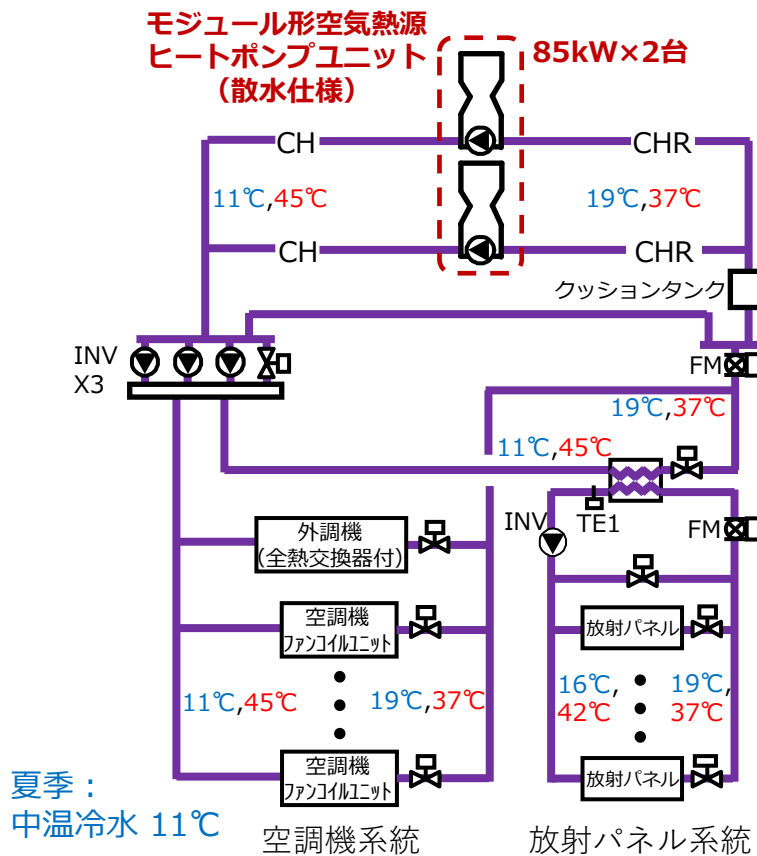 モジュール形空気熱源
ヒートポンプユニット
（散水仕様）
85kW×2台
CH
CHR
11℃,45℃
19℃,37℃
CH
CHR
クッションタンク
INV
X3
FM
19℃,37℃
11℃,45℃
INV
TE1
FM
外調機
(全熱交換器付)
空調機
ファンコイルユニット
放射パネル
11℃,45℃
19℃,37℃
16℃,
42℃
19℃,
37℃
空調機
ファンコイルユニット
放射パネル
夏季：
中温冷水 11℃
空調機系統
放射パネル系統